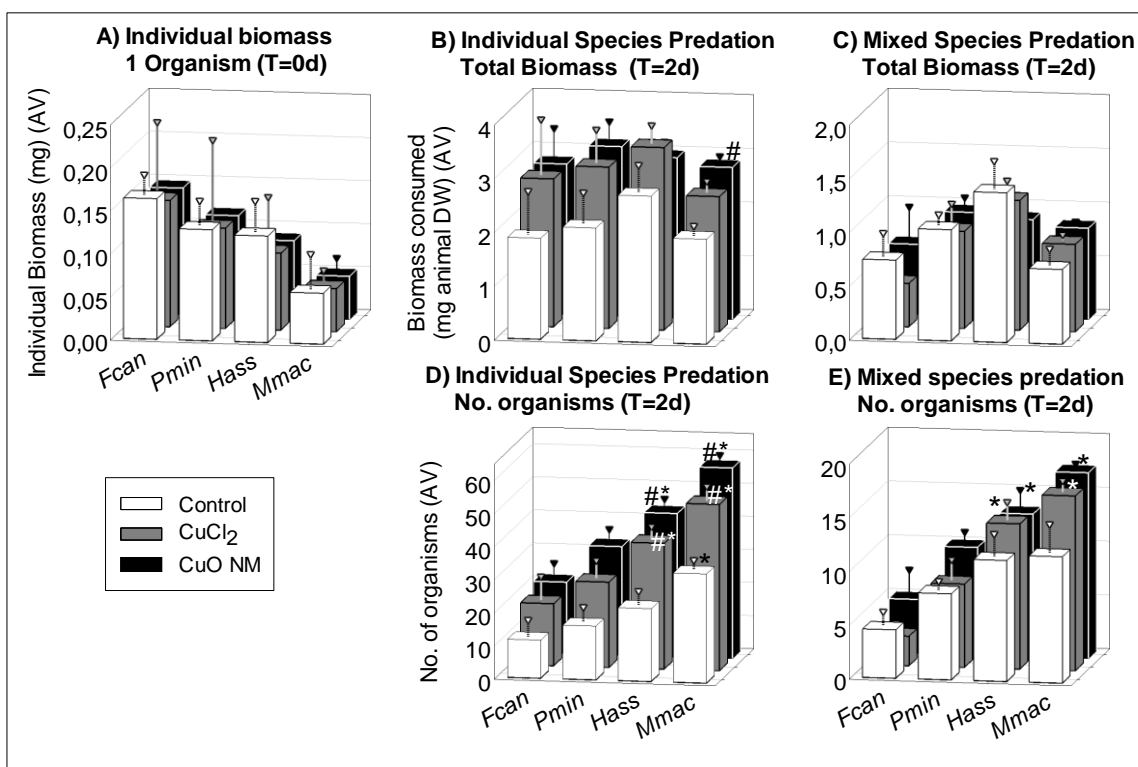 A) Individual biomass
1 Organism (T=0d)
B) Individual Species Predation
Total Biomass (T=2d)
C) Mixed Species Predation
Total Biomass (T=2d)
Individual Biomass (mg) (AV)
0,25
0,20
0,15
0,10
0,05
0,00
Fcan
Pmin
Hass
Mmac
Biomass consumed
(mg animal DW) (AV)
4
3
2
1
0
#
2,0
1,5
1,0
0,5
0,0
D) Individual Species Predation
No. organisms (T=2d)
E) Mixed species predation
No. organisms (T=2d)
Control
CuCl2
CuO NM
No. of organisms (AV)
60
50
40
30
20
10
0
#*
#*
#*
#*
*
Fcan
Pmin
Hass
Mmac
20
15
10
5
0
*
*
*
*
Fcan
Pmin
Hass
Mmac